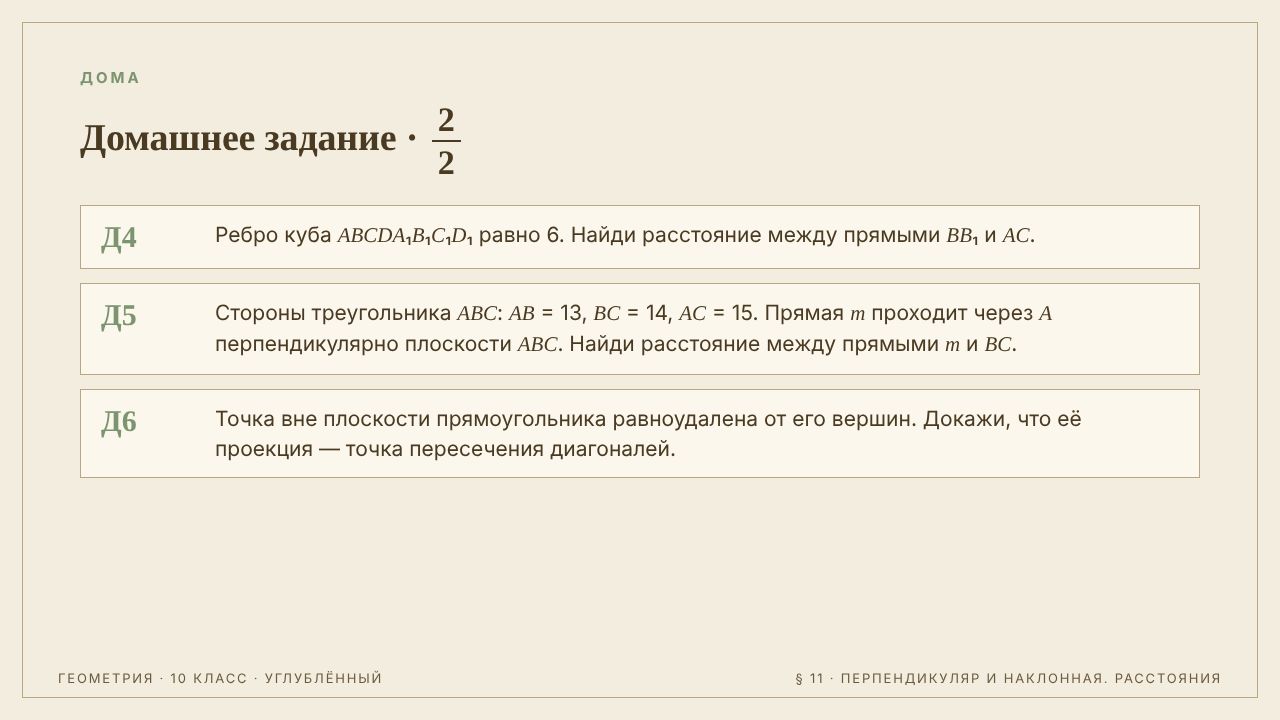 ДОМА
Домашнее задание · 2/2
Д4
Ребро куба ABCDA₁B₁C₁D₁ равно 6. Найди расстояние между прямыми BB₁ и AC.
Д5
Стороны треугольника ABC: AB = 13, BC = 14, AC = 15. Прямая m проходит через A
перпендикулярно плоскости ABC. Найди расстояние между прямыми m и BC.
Д6
Точка вне плоскости прямоугольника равноудалена от его вершин. Докажи, что её
проекция — точка пересечения диагоналей.
ГЕОМЕТРИЯ · 10 КЛАСС · УГЛУБЛЁННЫЙ
§ 11 · ПЕРПЕНДИКУЛЯР И НАКЛОННАЯ. РАССТОЯНИЯ